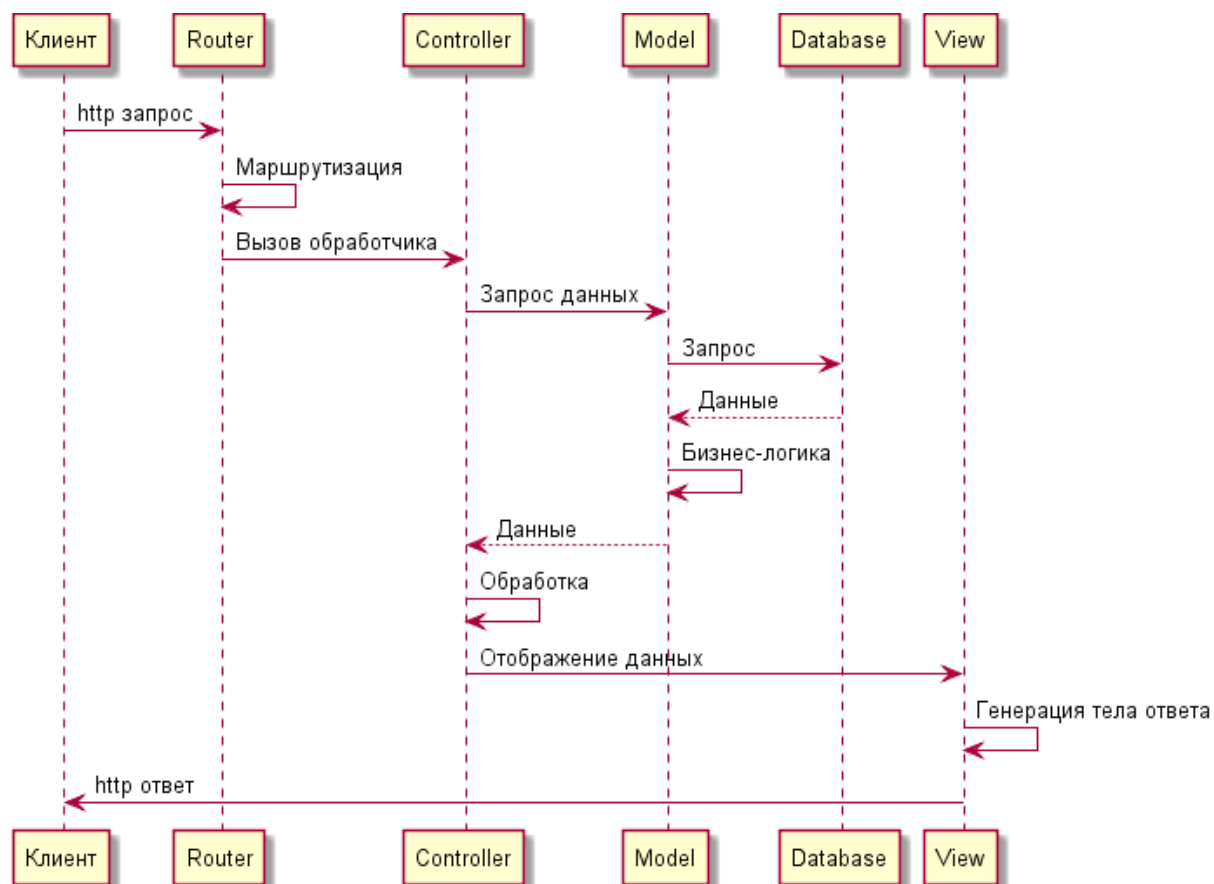 Клиент
Router
Controller
Model
Database
View
http запрос
Маршрутизация
Вызов обработчика
Запрос данных
Запрос
Данные
Бизнес-логика
Данные
Обработка
Отображение данных
Генерация тела ответа
http ответ
Клиент
Router
Controller
Model
Database
View